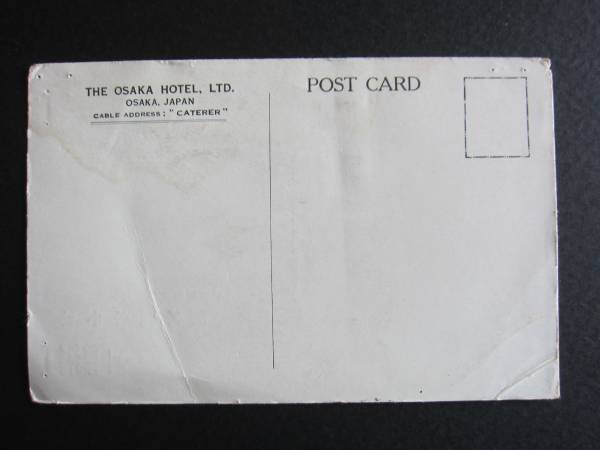 THE OSAKA HOTEL, LTD.
OSAKA, JAPAN
CABLE ADDRESS: "CATERER"
POST CARD